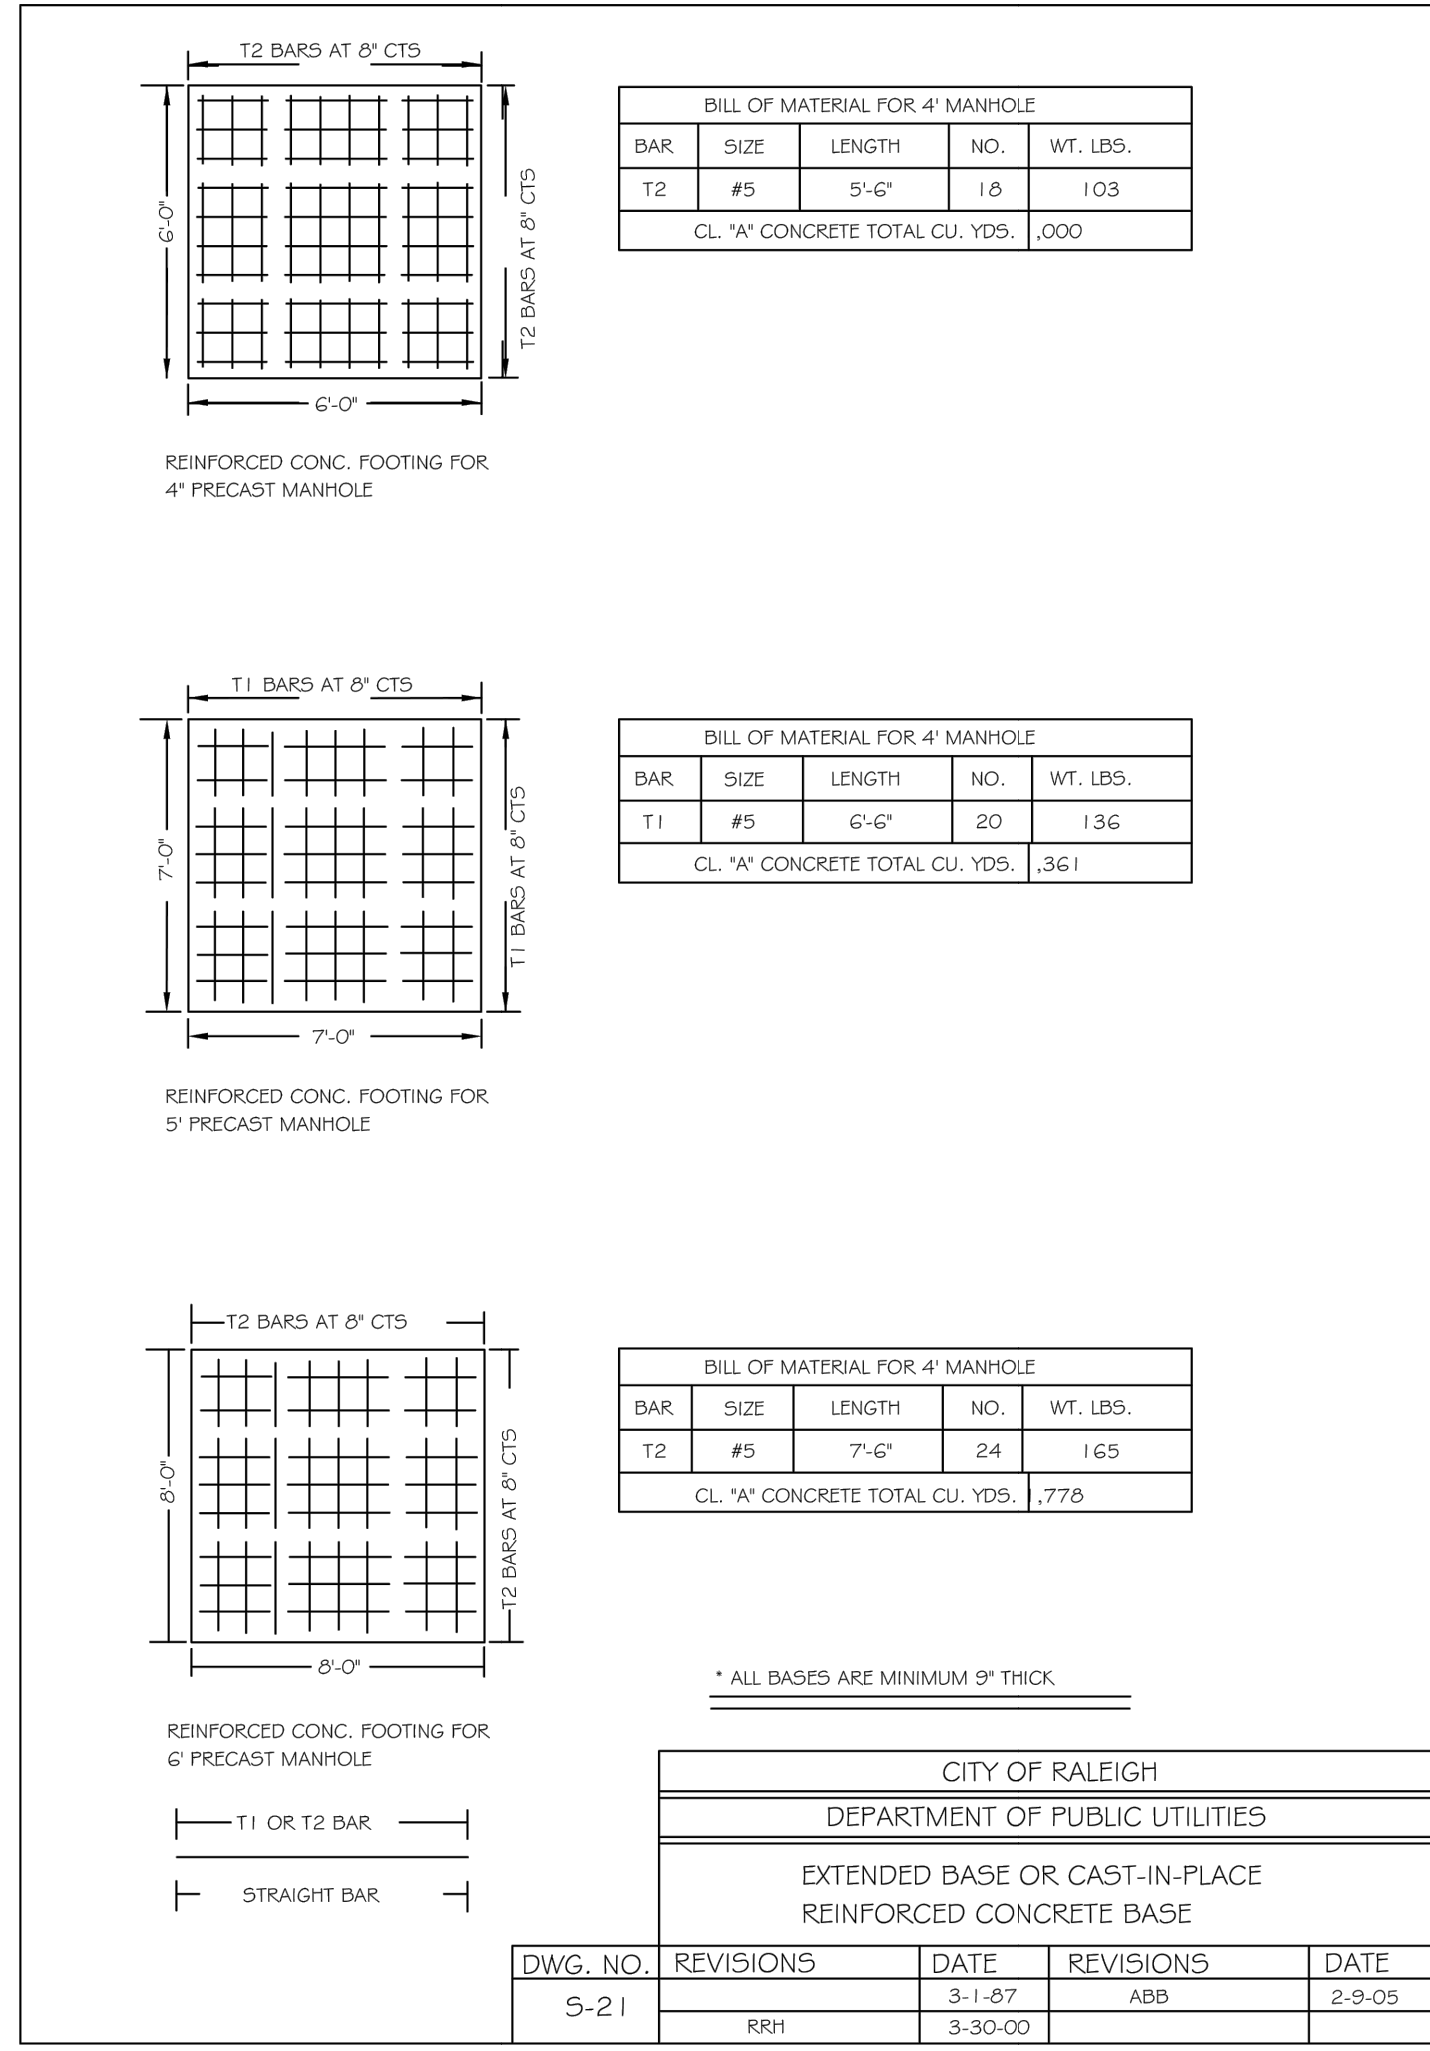 T2 BARS AT 8" CTS
6'-0"
T2 BARS AT 8" CTS
6'-0"
REINFORCED CONC. FOOTING FOR
4" PRECAST MANHOLE
BILL OF MATERIAL FOR 4' MANHOLE
BAR SIZE LENGTH NO. WT. LBS.
T2 #5 5'-6" 18 103
CL. "A" CONCRETE TOTAL CU. YDS. ,000
T1 BARS AT 8" CTS
7'-0"
T1 BARS AT 8" CTS
7'-0"
REINFORCED CONC. FOOTING FOR
5' PRECAST MANHOLE
BILL OF MATERIAL FOR 4' MANHOLE
BAR SIZE LENGTH NO. WT. LBS.
T1 #5 6'-6" 20 136
CL. "A" CONCRETE TOTAL CU. YDS. ,361
T2 BARS AT 8" CTS
8'-0"
T2 BARS AT 8" CTS
8'-0"
REINFORCED CONC. FOOTING FOR
6' PRECAST MANHOLE
BILL OF MATERIAL FOR 4' MANHOLE
BAR SIZE LENGTH NO. WT. LBS.
T2 #5 7'-6" 24 165
CL. "A" CONCRETE TOTAL CU. YDS. ,778
* ALL BASES ARE MINIMUM 9" THICK
T1 OR T2 BAR
STRAIGHT BAR
CITY OF RALEIGH
DEPARTMENT OF PUBLIC UTILITIES
EXTENDED BASE OR CAST-IN-PLACE
REINFORCED CONCRETE BASE
DWG. NO. REVISIONS DATE REVISIONS DATE
S-21
3-1-87 ABB 2-9-05
RRH 3-30-00